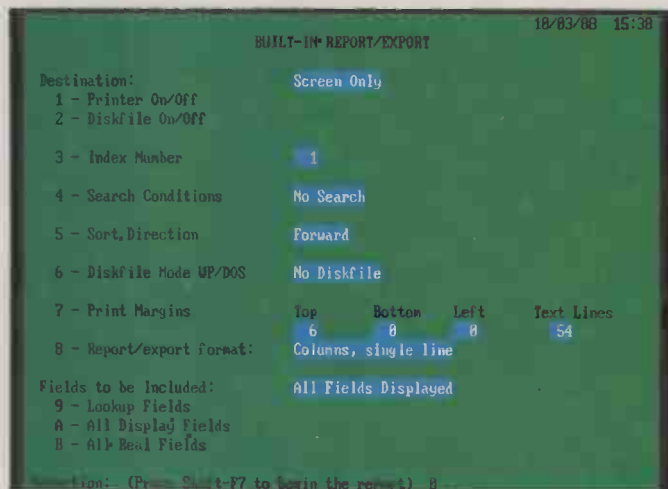 10/03/88 15:38
BUILT-IN REPORT/EXPORT
Destination: Screen Only
1 - Printer On/Off
2 - Diskfile On/Off
3 - Index Number 1
4 - Search Conditions No Search
5 - Sort, Direction Forward
6 - Diskfile Mode WP/DOS No Diskfile
7 - Print Margins Top Bottom Left Text Lines
6 0 0 54
8 - Report/export format: Columns, single line
Fields to be Included: All Fields Displayed
9 - Lookup Fields
A - All Display Fields
B - All Real Fields
(Press Shift-F7 to begin the report) 0